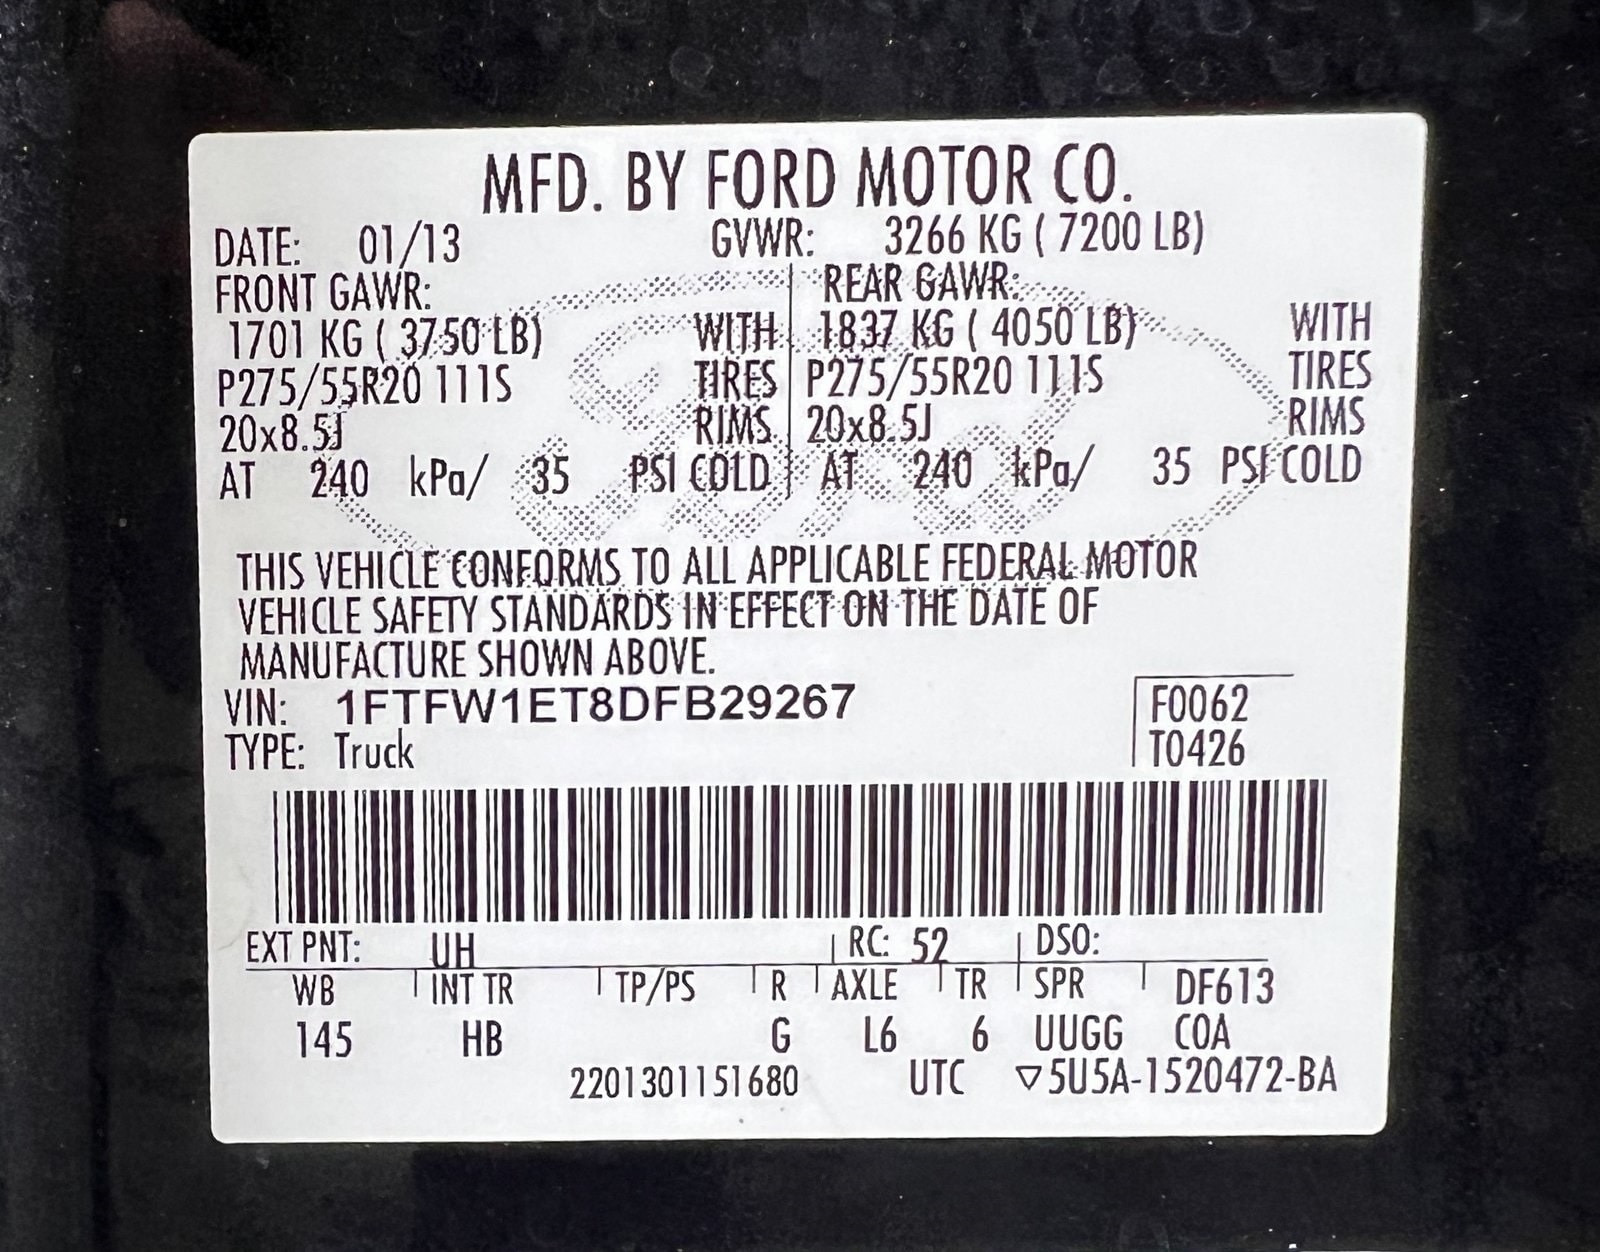 MFD. BY FORD MOTOR CO.
DATE: 01/13 GVWR: 3266 KG ( 7200 LB)
FRONT GAWR: REAR GAWR:
1701 KG ( 3750 LB) WITH 1837 KG ( 4050 LB) WITH
P275/55R20 111S TIRES P275/55R20 111S TIRES
20x8.5J RIMS 20x8.5J RIMS
AT 240 kPa/ 35 PSI COLD AT 240 kPa/ 35 PSI COLD
Ford
THIS VEHICLE CONFORMS TO ALL APPLICABLE FEDERAL MOTOR
VEHICLE SAFETY STANDARDS IN EFFECT ON THE DATE OF
MANUFACTURE SHOWN ABOVE.
VIN: 1FTFW1ET8DFB29267 F0062
TYPE: Truck T0426
EXT PNT: UH RC: 52 DSO:
WB INT TR TP/PS R AXLE TR SPR DF613
145 HB G L6 6 UUGG COA
2201301151680 UTC ▽5U5A-1520472-BA